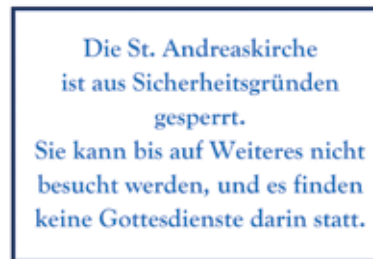 Die St. Andreaskirche
ist aus Sicherheitsgründen
gesperrt.
Sie kann bis auf Weiteres nicht
besucht werden, und es finden
keine Gottesdienste darin statt.